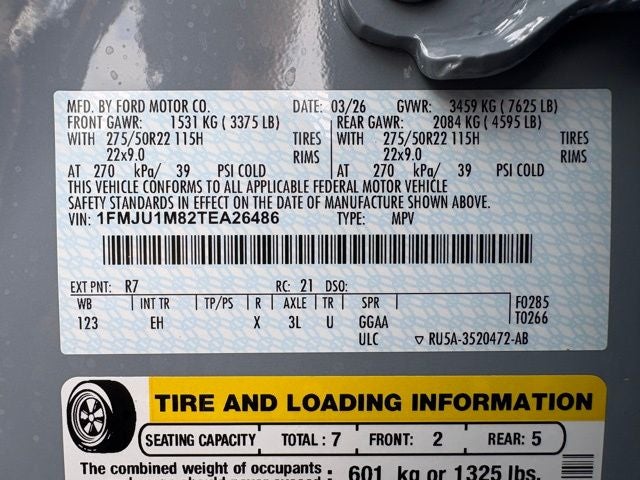 MFD. BY FORD MOTOR CO. DATE: 03/26 GVWR: 3459 KG ( 7625 LB)
FRONT GAWR: 1531 KG ( 3375 LB) REAR GAWR: 2084 KG ( 4595 LB)
WITH 275/50R22 115H TIRES WITH 275/50R22 115H TIRES
22x9.0 RIMS 22x9.0 RIMS
AT 270 kPa/ 39 PSI COLD AT 270 kPa/ 39 PSI COLD
THIS VEHICLE CONFORMS TO ALL APPLICABLE FEDERAL MOTOR VEHICLE
SAFETY STANDARDS IN EFFECT ON THE DATE OF MANUFACTURE SHOWN ABOVE.
VIN: 1FMJU1M82TEA26486 TYPE: MPV
EXT PNT: R7 RC: 21 DSO:
WB INT TR TP/PS R AXLE TR SPR F0285
123 EH X 3L U GGAA T0266
ULC ▽ RU5A-3520472-AB
TIRE AND LOADING INFORMATION
SEATING CAPACITY TOTAL : 7 FRONT: 2 REAR: 5
The combined weight of occupants : 601 kg or 1325 lbs.